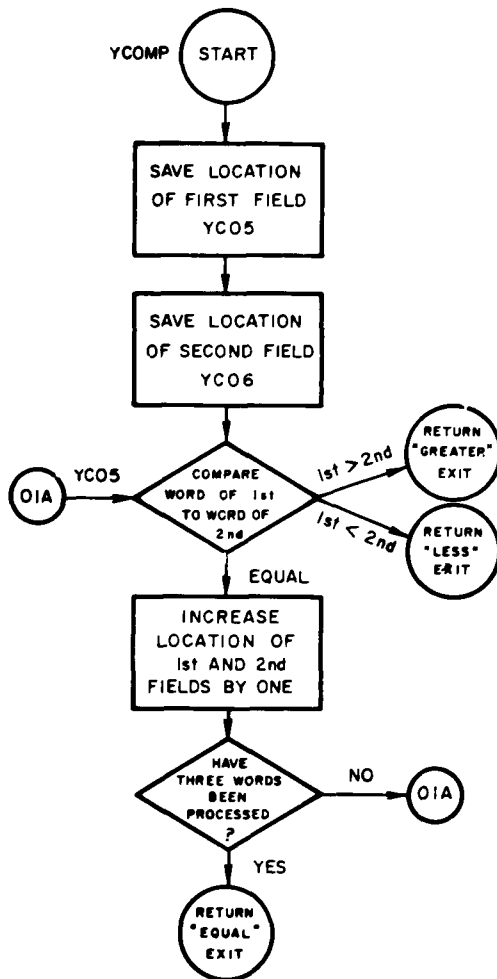 YCOMP
START
SAVE LOCATION
OF FIRST FIELD
YC05
SAVE LOCATION
OF SECOND FIELD
YC06
01A
YC05
COMPARE
WORD OF 1st
TO WORD OF
2nd
1st > 2nd
RETURN
"GREATER"
EXIT
1st < 2nd
RETURN
"LESS"
EXIT
EQUAL
INCREASE
LOCATION OF
1st AND 2nd
FIELDS BY ONE
HAVE
THREE WORDS
BEEN
PROCESSED
?
NO
01A
YES
RETURN
"EQUAL"
EXIT